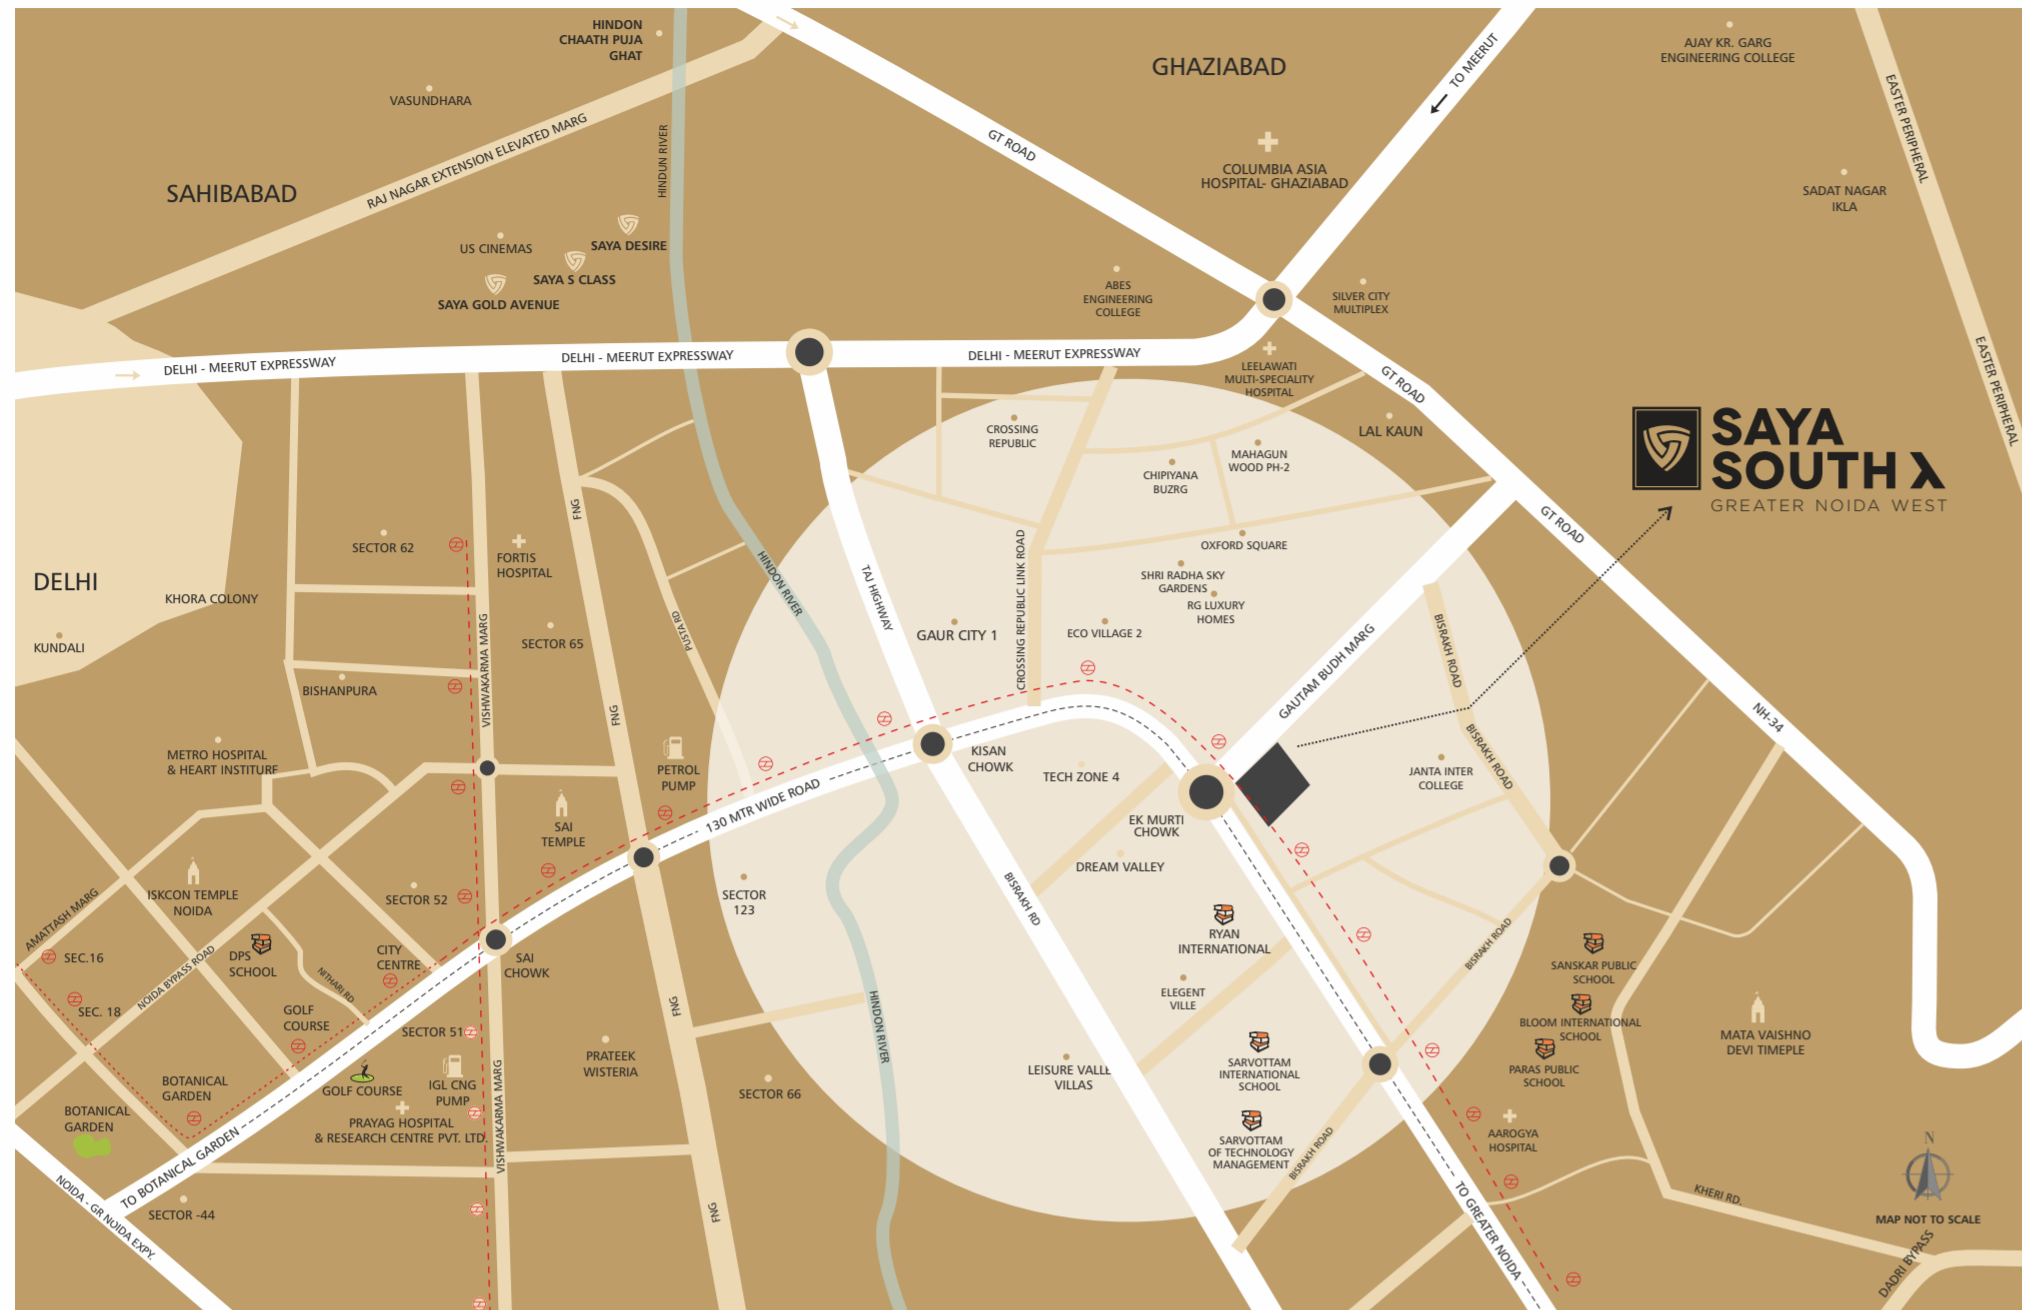 HINDON
CHAATH PUJA
GHAT
GHAZIABAD
TO MEERUT
AJAY KR. GARG
ENGINEERING COLLEGE
VASUNDHARA
EASTER PERIPHERAL
RAJ NAGAR EXTENSION ELEVATED MARG
HINDUN RIVER
GT ROAD
COLUMBIA ASIA
HOSPITAL- GHAZIABAD
SAHIBABAD
SADAT NAGAR
IKLA
US CINEMAS
SAYA DESIRE
SAYA S CLASS
SAYA GOLD AVENUE
ABES
ENGINEERING
COLLEGE
SILVER CITY
MULTIPLEX
DELHI - MEERUT EXPRESSWAY
DELHI - MEERUT EXPRESSWAY
DELHI - MEERUT EXPRESSWAY
LEELAWATI
MULTI-SPECIALITY
HOSPITAL
GT ROAD
EASTER PERIPHERAL
CROSSING
REPUBLIC
LAL KAUN
MAHAGUN
WOOD PH-2
CHIPIYANA
BUZRG
SAYA
SOUTH X
GREATER NOIDA WEST
FNG
GT ROAD
SECTOR 62
FORTIS
HOSPITAL
OXFORD SQUARE
DELHI
KHORA COLONY
HINDON RIVER
TAJ HIGHWAY
CROSSING REPUBLIC LINK ROAD
SHRI RADHA SKY
GARDENS
RG LUXURY
HOMES
KUNDALI
SECTOR 65
PUSTA RD
GAUR CITY 1
ECO VILLAGE 2
BISRAKH ROAD
GAUTAM BUDH MARG
BISHANPURA
VISHWAKARMA MARG
FNG
NH-34
METRO HOSPITAL
& HEART INSTITURE
PETROL
PUMP
KISAN
CHOWK
TECH ZONE 4
BISRAKH ROAD
JANTA INTER
COLLEGE
130 MTR WIDE ROAD
SAI
TEMPLE
EK MURTI
CHOWK
DREAM VALLEY
AMATTASH MARG
ISKCON TEMPLE
NOIDA
SECTOR 52
SECTOR
123
BISRAKH RD
RYAN
INTERNATIONAL
BISRAKH ROAD
SEC.16
DPS
SCHOOL
CITY
CENTRE
SAI
CHOWK
SANSKAR PUBLIC
SCHOOL
NOIDA BYPASS ROAD
NITHARI RD
SEC. 18
GOLF
COURSE
SECTOR 51
FNG
HINDON RIVER
ELEGENT
VILLE
BLOOM INTERNATIONAL
SCHOOL
MATA VAISHNO
DEVI TIMEPLE
PRATEEK
WISTERIA
LEISURE VALLE
VILLAS
SARVOTTAM
INTERNATIONAL
SCHOOL
PARAS PUBLIC
SCHOOL
BOTANICAL
GARDEN
GOLF COURSE
IGL CNG
PUMP
SECTOR 66
BOTANICAL
GARDEN
PRAYAG HOSPITAL
& RESEARCH CENTRE PVT. LTD.
VISHWAKARMA MARG
SARVOTTAM
OF TECHNOLOGY
MANAGEMENT
BISRAKH ROAD
AAROGYA
HOSPITAL
N
TO BOTANICAL GARDEN
NOIDA - GR NOIDA EXPY.
SECTOR -44
FNG
TO GREATER NOIDA
KHERI RD.
MAP NOT TO SCALE
DADRI BYPASS